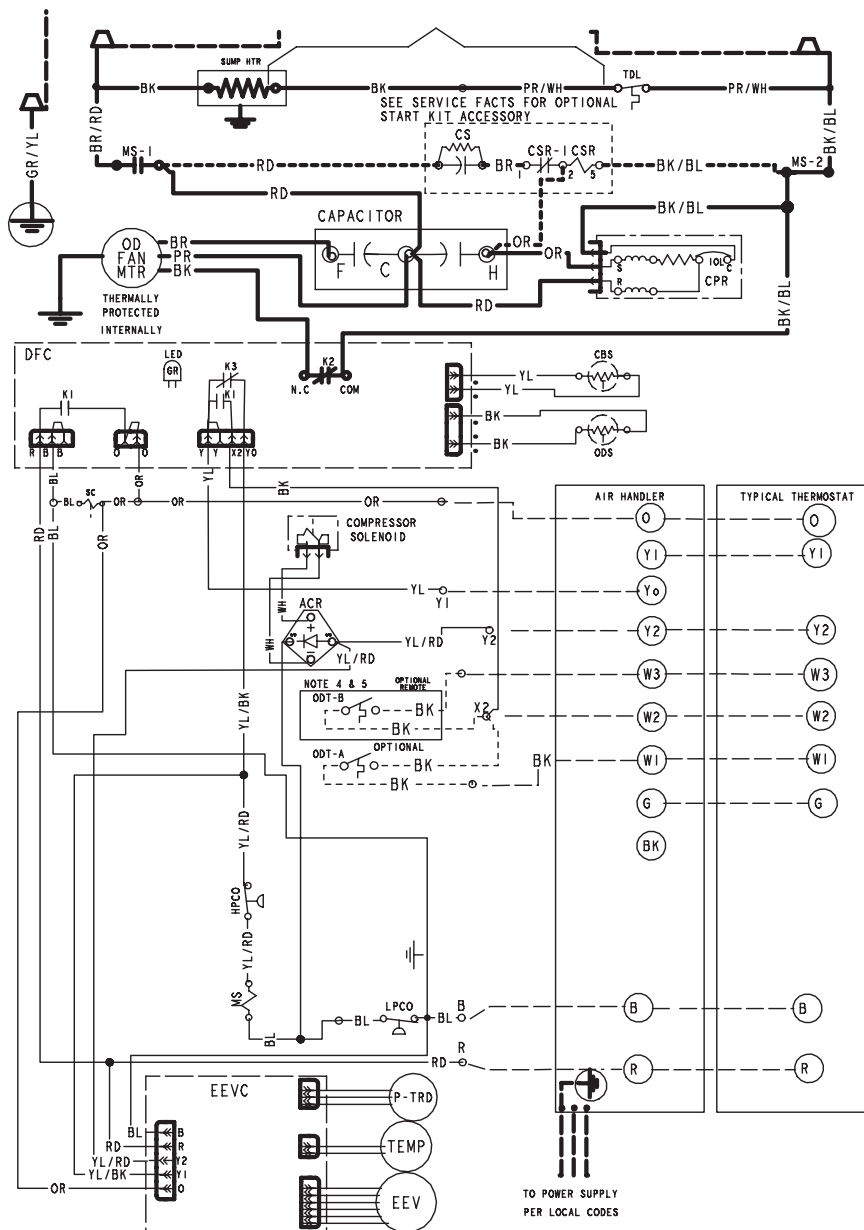 SUMP HTR
BK
BK
PR/WH
TDL
PR/WH
SEE SERVICE FACTS FOR OPTIONAL
START KIT ACCESSORY
GR/YL
BR/RD
BK/BL
MS-1
RD
CS
BR
CSR-1
CSR
1
2
5
BK/BL
MS-2
RD
BK/BL
CAPACITOR
OR
OR
F
C
H
OD
FAN
MTR
BR
PR
BK
S
R
IOL
C
CPR
RD
BK/BL
THERMALLY
PROTECTED
INTERNALLY
DFC
LED
GR
K3
K1
K2
N.C
COM
K1
YL
YL
CBS
BK
BK
ODS
R
B
B
O
O
Y
Y
X2
YO
BL
OR
YL
BK
BL
SC
OR
OR
OR
RD
BL
OR
AIR HANDLER
TYPICAL THERMOSTAT
O
O
COMPRESSOR
SOLENOID
Y1
Y1
YL
Y1
Yo
WH
ACR
+
−
WH
YL/RD
YL/RD
Y2
Y2
Y2
NOTE 4 & 5
OPTIONAL
REMOTE
ODT-B
BK
BK
X2
W3
W3
W2
W2
YL/BK
ODT-A
OPTIONAL
BK
BK
BK
W1
W1
G
G
BK
YL/RD
HPCO
YL/RD
MS
BL
BL
LPCO
BL
B
B
B
R
RD
R
R
EEVC
P-TRD
TEMP
EEV
BL
B
RD
R
YL/RD
Y2
YL/BK
Y1
OR
O
TO POWER SUPPLY
PER LOCAL CODES